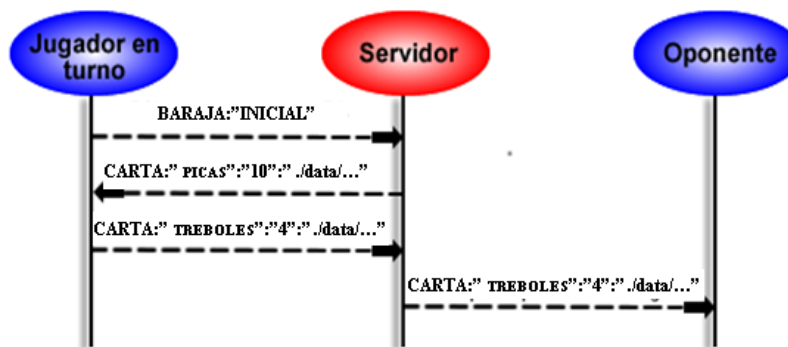 Jugador en
turno
Servidor
Oponente
BARAJA:”INICIAL”
CARTA:” PICAS”:”10”:” ./data/...”
CARTA:” TREBOLES”:”4”:” ./data/...”
CARTA:” TREBOLES”:”4”:” ./data/...”